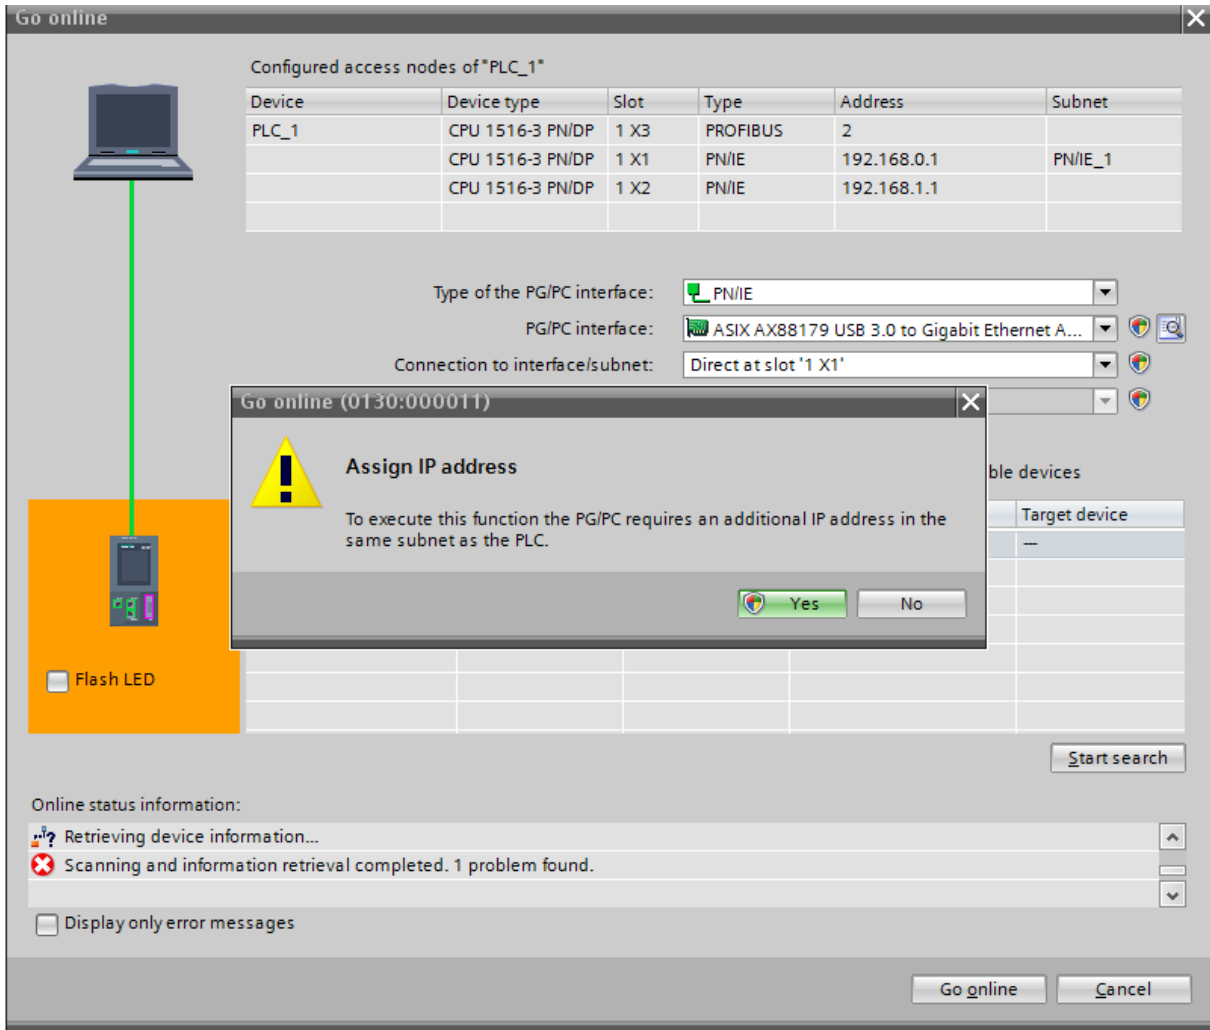 Go online
Configured access nodes of "PLC_1"
Device Device type Slot Type Address Subnet
PLC_1 CPU 1516-3 PN/DP 1 X3 PROFIBUS 2
CPU 1516-3 PN/DP 1 X1 PN/IE 192.168.0.1 PN/IE_1
CPU 1516-3 PN/DP 1 X2 PN/IE 192.168.1.1
Type of the PG/PC interface: PN/IE
PG/PC interface: ASIX AX88179 USB 3.0 to Gigabit Ethernet A...
Connection to interface/subnet: Direct at slot '1 X1'
Go online (0130:000011)
Assign IP address
To execute this function the PG/PC requires an additional IP address in the
same subnet as the PLC.
Yes No
ble devices
Target device
—
Flash LED
Start search
Online status information:
Retrieving device information...
Scanning and information retrieval completed. 1 problem found.
Display only error messages
Go online Cancel